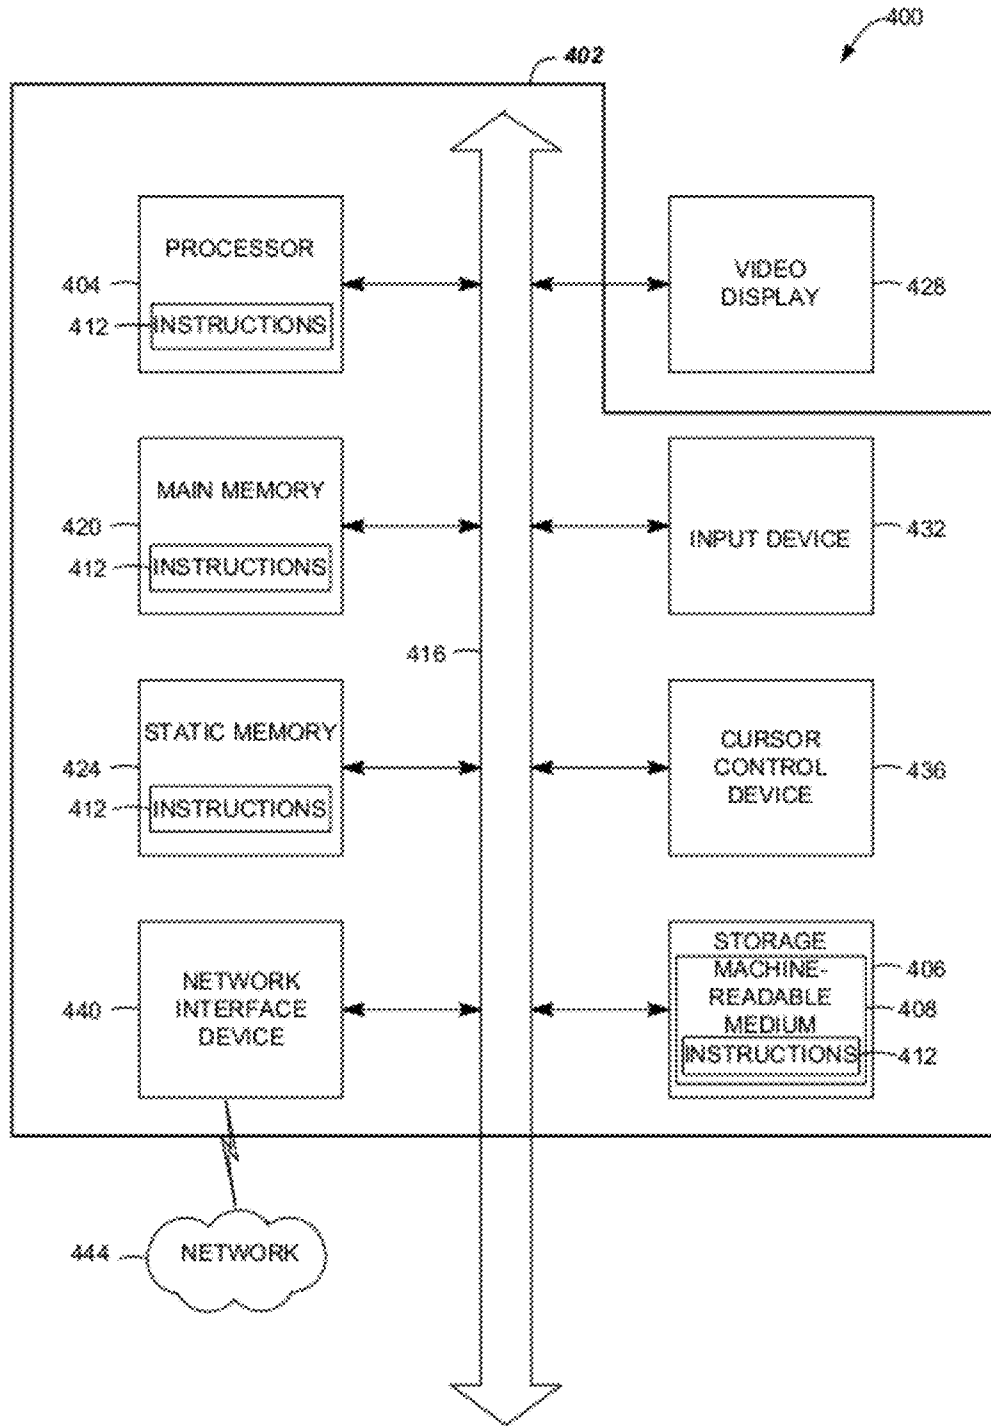 400
402
PROCESSOR
404
412
INSTRUCTIONS
VIDEO
DISPLAY
428
MAIN MEMORY
420
412
INSTRUCTIONS
INPUT DEVICE
432
416
STATIC MEMORY
424
412
INSTRUCTIONS
CURSOR
CONTROL
DEVICE
436
NETWORK
INTERFACE
DEVICE
440
STORAGE
MACHINE-
READABLE
MEDIUM
INSTRUCTIONS
406
408
412
444
NETWORK